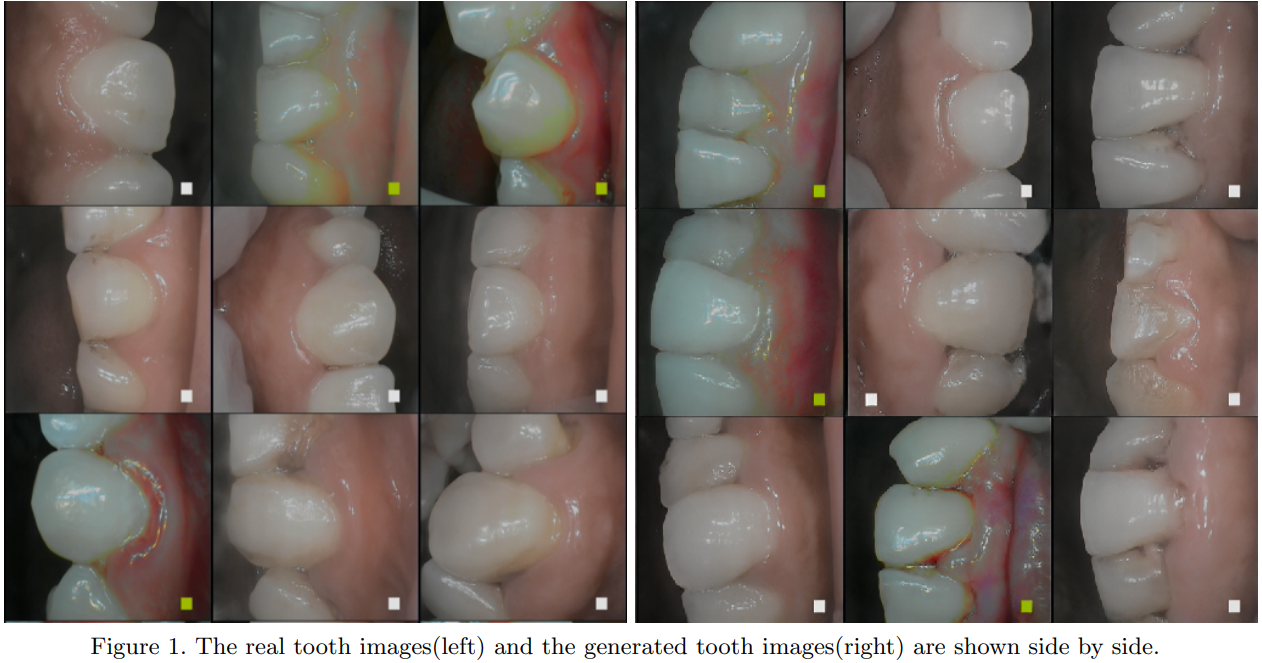 Figure 1. The real tooth images(left) and the generated tooth images(right) are shown side by side.